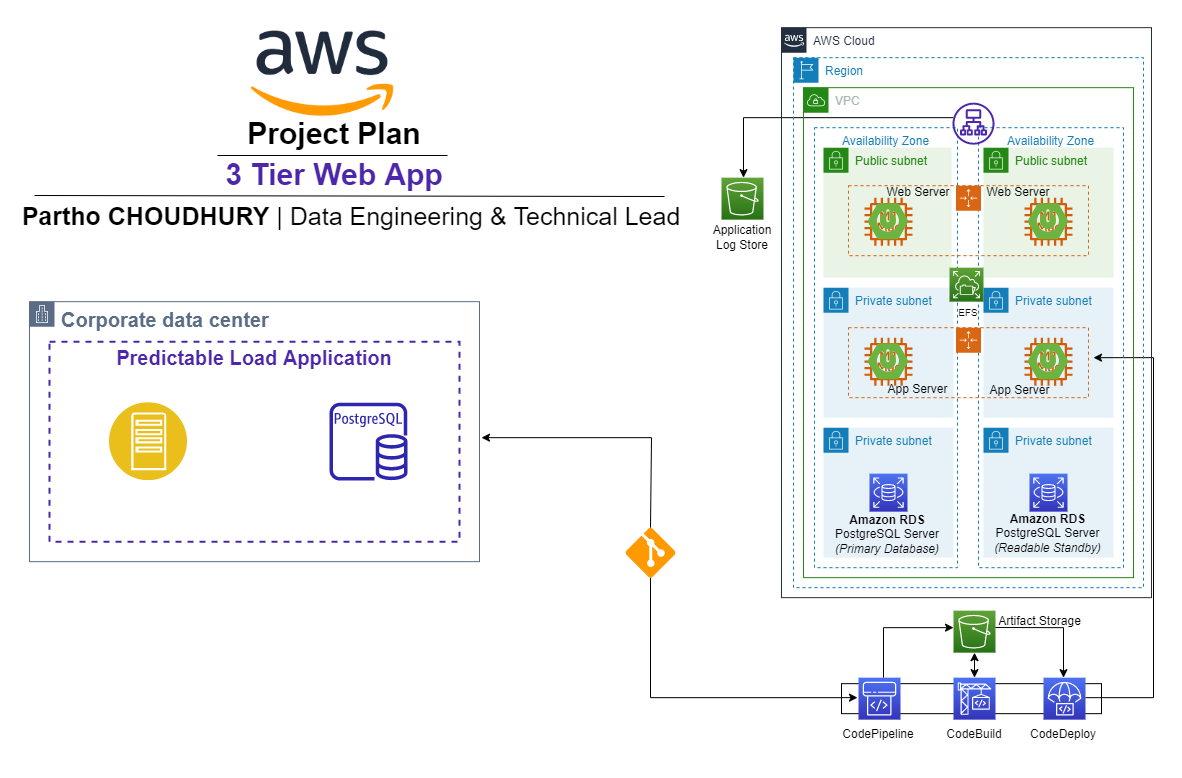 aws
Project Plan
3 Tier Web App
Partho CHOUDHURY | Data Engineering & Technical Lead
Corporate data center
Predictable Load Application
PostgreSQL
aws
AWS Cloud
Region
VPC
Availability Zone
Availability Zone
Public subnet
Public subnet
Web Server
Web Server
Application
Log Store
Private subnet
Private subnet
EFS
App Server
App Server
Private subnet
Private subnet
Amazon RDS
PostgreSQL Server
(Primary Database)
Amazon RDS
PostgreSQL Server
(Readable Standby)
Artifact Storage
CodePipeline
CodeBuild
CodeDeploy